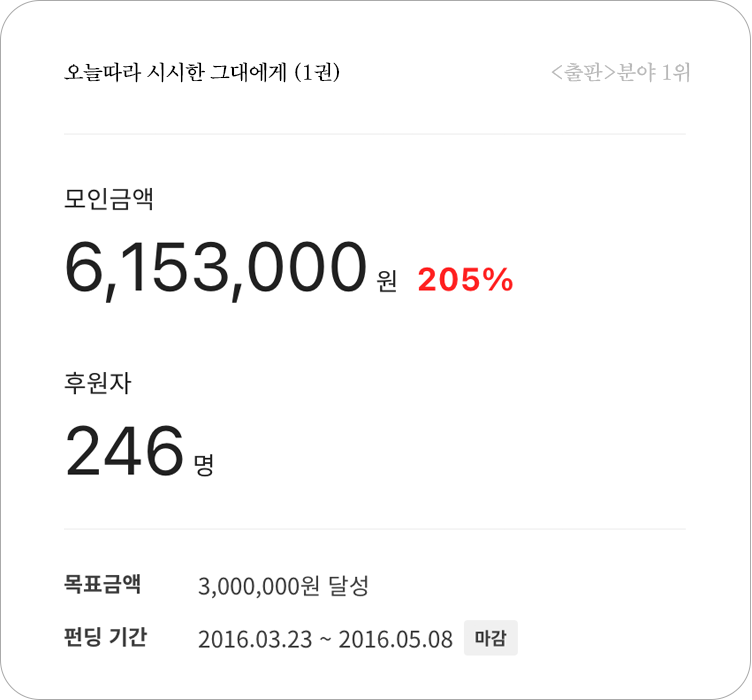 오늘따라 시시한 그대에게 (1권) <출판>분야 1위
모인금액
6,153,000 원 205%
후원자
246 명
목표금액 3,000,000원 달성
펀딩 기간 2016.03.23 ~ 2016.05.08 마감